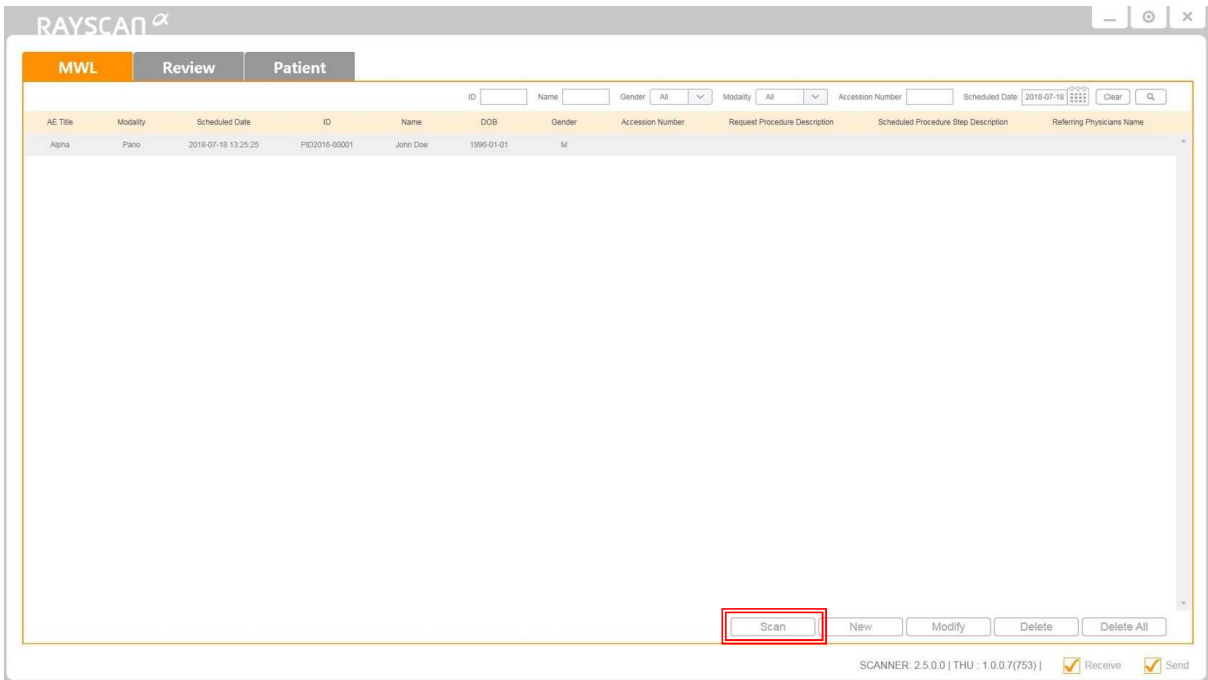 RAYSCAN α
MWL Review Patient
ID Name Gender All Modality All Accession Number Scheduled Date 2018-07-18 Clear
AE Title Modality Scheduled Date ID Name DOB Gender Accession Number Request Procedure Description Scheduled Procedure Step Description Referring Physicians Name
Alpha Pano 2018-07-18 13:25:25 PID2016-00001 John Doe 1996-01-01 M
Scan New Modify Delete Delete All
SCANNER: 2.5.0.0 | THU : 1.0.0.7(753) | Receive Send